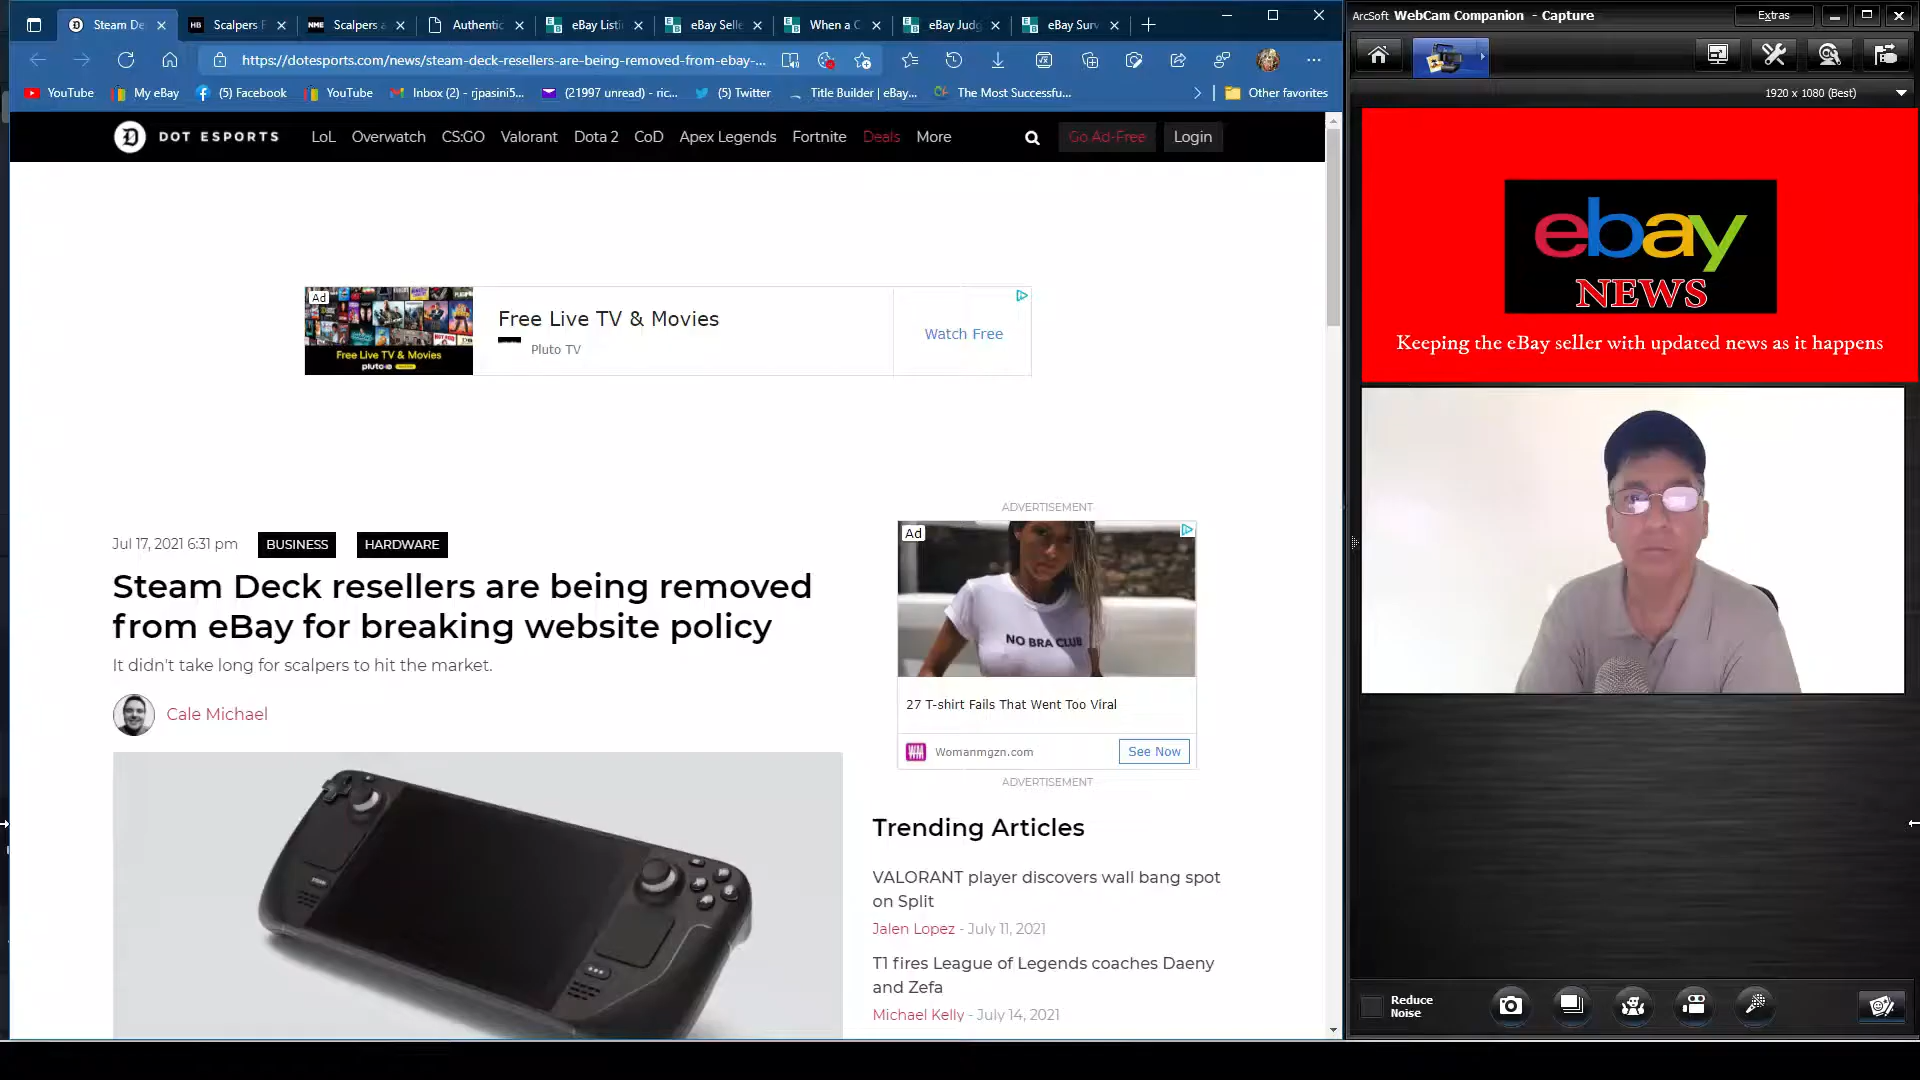 Steam De
Scalpers F
Scalpers a
Authentic
eBay Listi
eBay Selle
When a C
eBay Judg
eBay Surv
https://dotesports.com/news/steam-deck-resellers-are-being-removed-from-ebay-...
YouTube
My eBay
(5) Facebook
YouTube
Inbox (2) - rjpasini5...
(21997 unread) - ric...
(5) Twitter
Title Builder | eBay...
The Most Successfu...
Other favorites
DOT ESPORTS
LoL
Overwatch
CS:GO
Valorant
Dota 2
CoD
Apex Legends
Fortnite
Deals
More
Go Ad-Free
Login
Ad
Free Live TV & Movies
pluto tv
Free Live TV & Movies
Pluto TV
Watch Free
Jul 17, 2021 6:31 pm
BUSINESS
HARDWARE
Steam Deck resellers are being removed
from eBay for breaking website policy
It didn't take long for scalpers to hit the market.
Cale Michael
ADVERTISEMENT
Ad
NO BRA CLUB
27 T-shirt Fails That Went Too Viral
Womanmgzn.com
See Now
ADVERTISEMENT
Trending Articles
VALORANT player discovers wall bang spot
on Split
Jalen Lopez - July 11, 2021
T1 fires League of Legends coaches Daeny
and Zefa
Michael Kelly - July 14, 2021
ArcSoft WebCam Companion - Capture
Extras
1920 x 1080 (Best)
ebay
NEWS
Keeping the eBay seller with updated news as it happens
Reduce
Noise